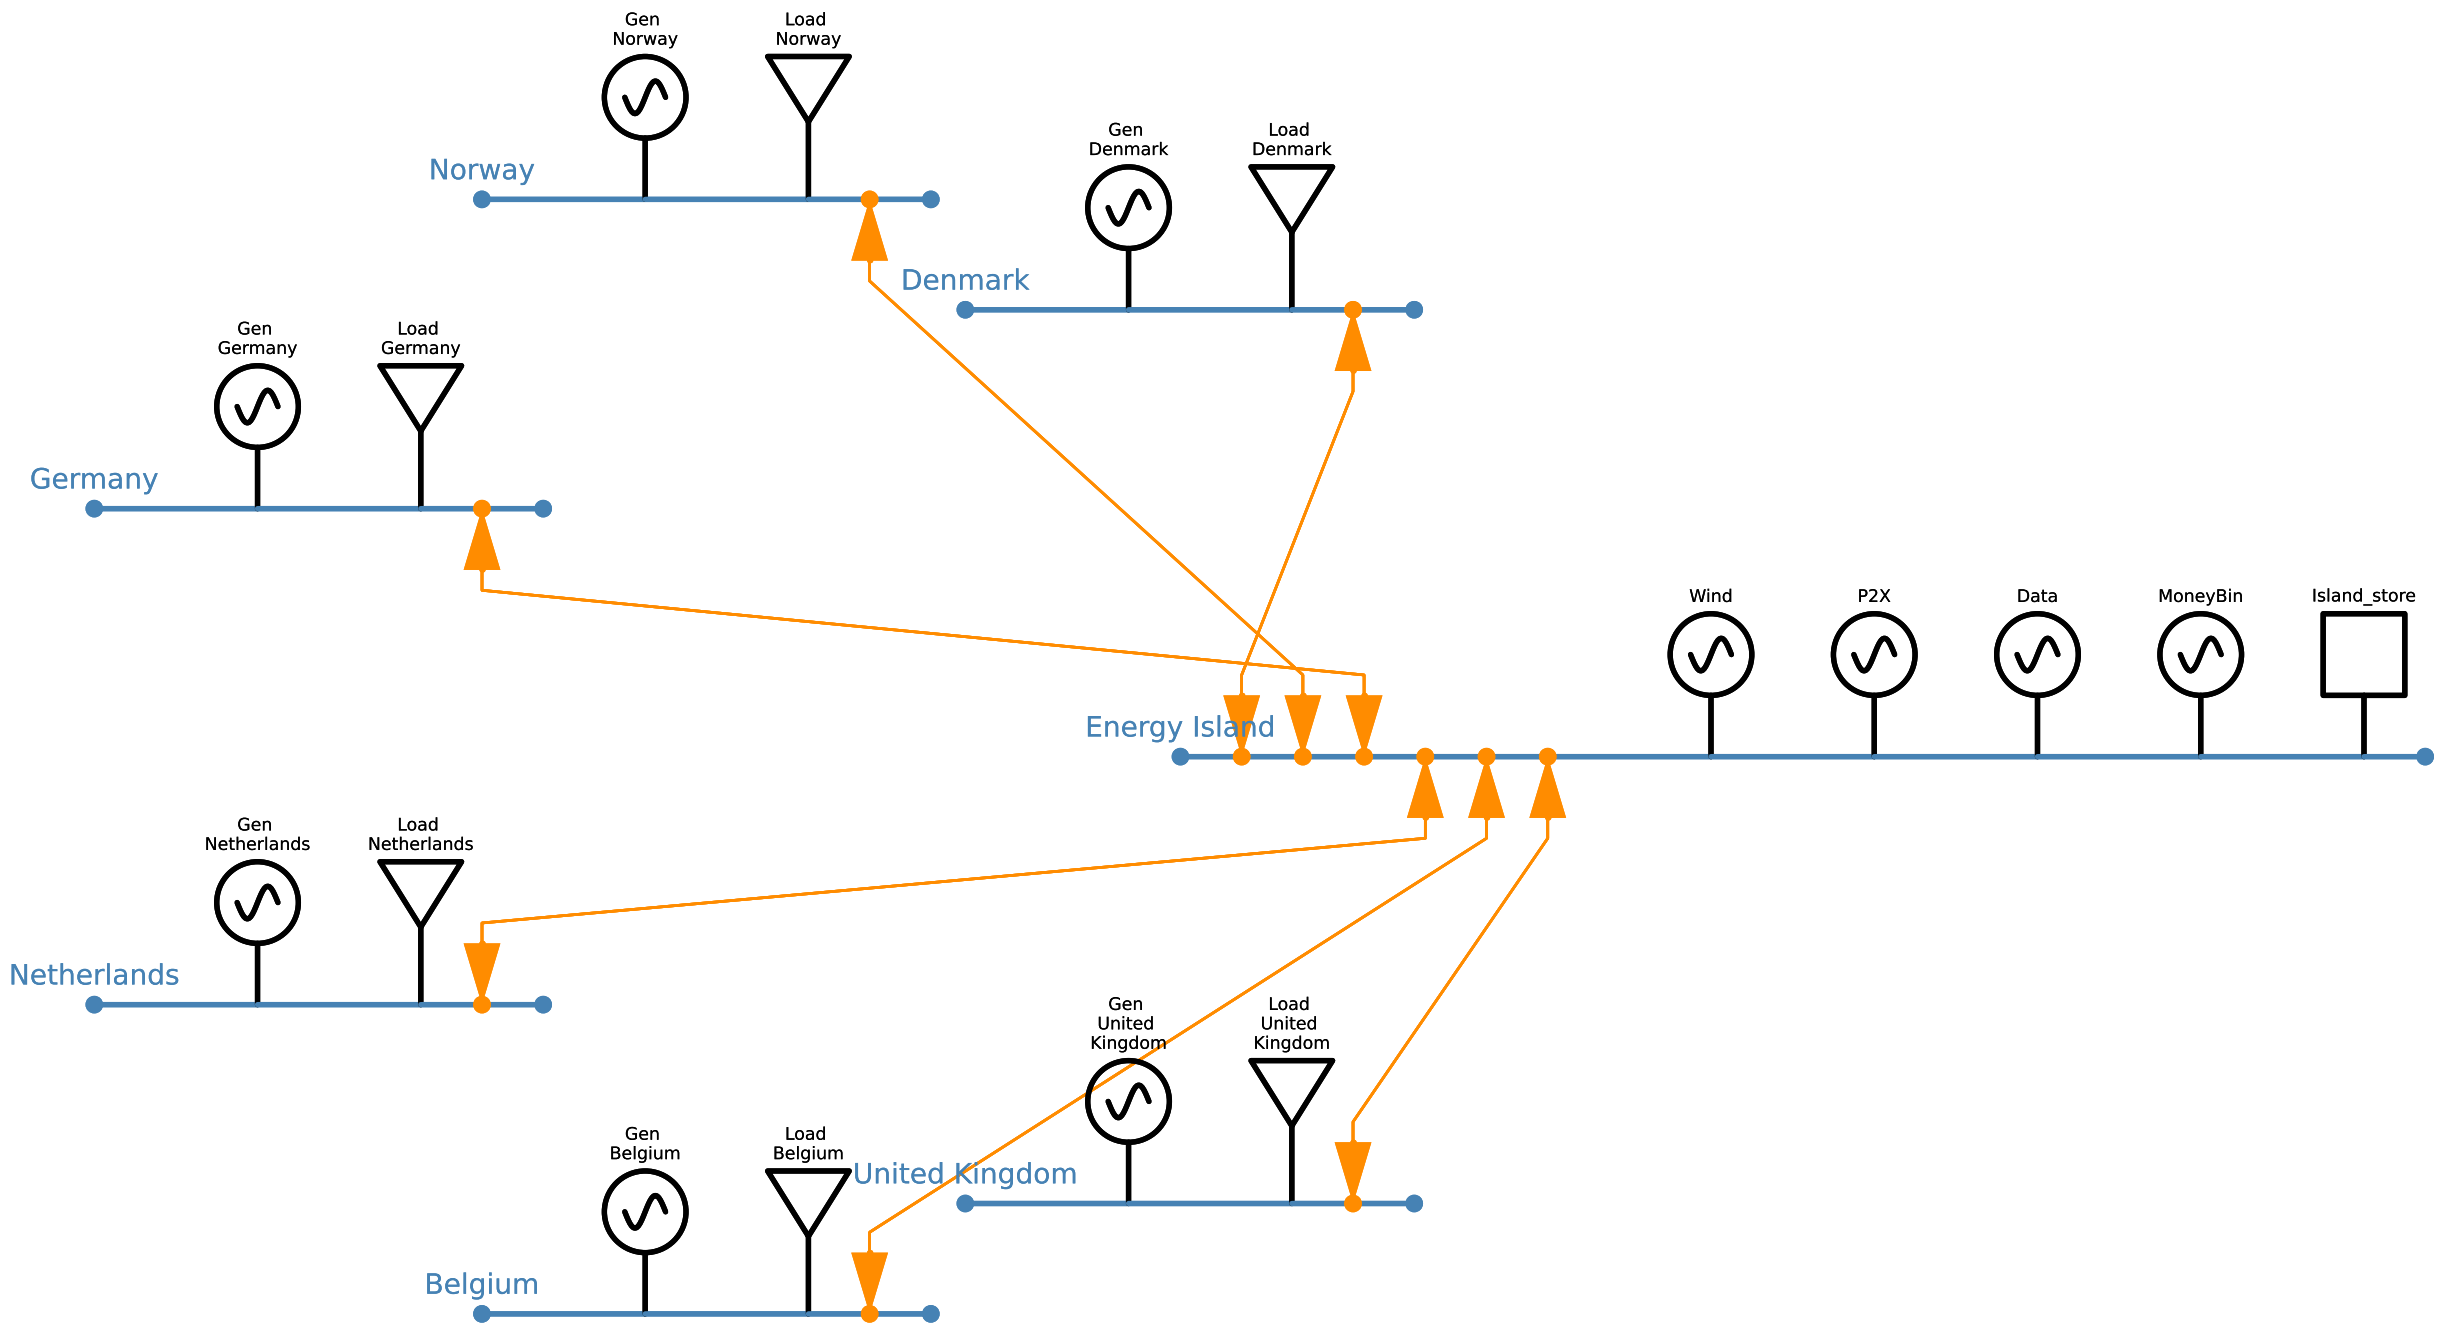 Gen
Norway
Load
Norway
Norway
Gen
Denmark
Load
Denmark
Denmark
Gen
Germany
Load
Germany
Germany
Wind
P2X
Data
MoneyBin
Island_store
Energy Island
Gen
Netherlands
Load
Netherlands
Netherlands
Gen
United
Kingdom
Load
United
Kingdom
United Kingdom
Gen
Belgium
Load
Belgium
Belgium